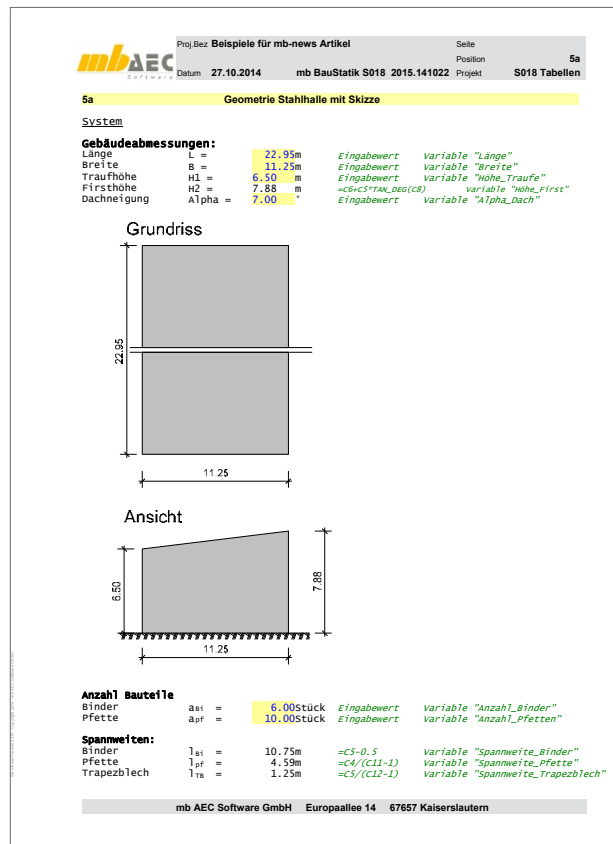 mbAEC
Software
Proj.Bez Beispiele für mb-news Artikel Seite
Position 5a
Datum 27.10.2014 mb BauStatik S018 2015.141022 Projekt S018 Tabellen
5a Geometrie Stahlhalle mit Skizze
System
Gebäudeabmessungen:
Länge L = 22.95m Eingabewert Variable "Länge"
Breite B = 11.25m Eingabewert Variable "Breite"
Traufhöhe H1 = 6.50 m Eingabewert Variable "Höhe_Traufe"
Firsthöhe H2 = 7.88 m =C6+C5*TAN_DEG(C8) Variable "Höhe_First"
Dachneigung Alpha = 7.00 ° Eingabewert Variable "Alpha_Dach"
Grundriss
22.95
11.25
Ansicht
6.50
7.88
11.25
Anzahl Bauteile
Binder aBi = 6.00Stück Eingabewert Variable "Anzahl_Binder"
Pfette apf = 10.00Stück Eingabewert Variable "Anzahl_Pfetten"
Spannweiten:
Binder lBi = 10.75m =C5-0.5 Variable "Spannweite_Binder"
Pfette lpf = 4.59m =C4/(C11-1) Variable "Spannweite_Pfette"
Trapezblech lTB = 1.25m =C5/(C12-1) Variable "Spannweite_Trapezblech"
mb AEC Software GmbH Europaallee 14 67657 Kaiserslautern